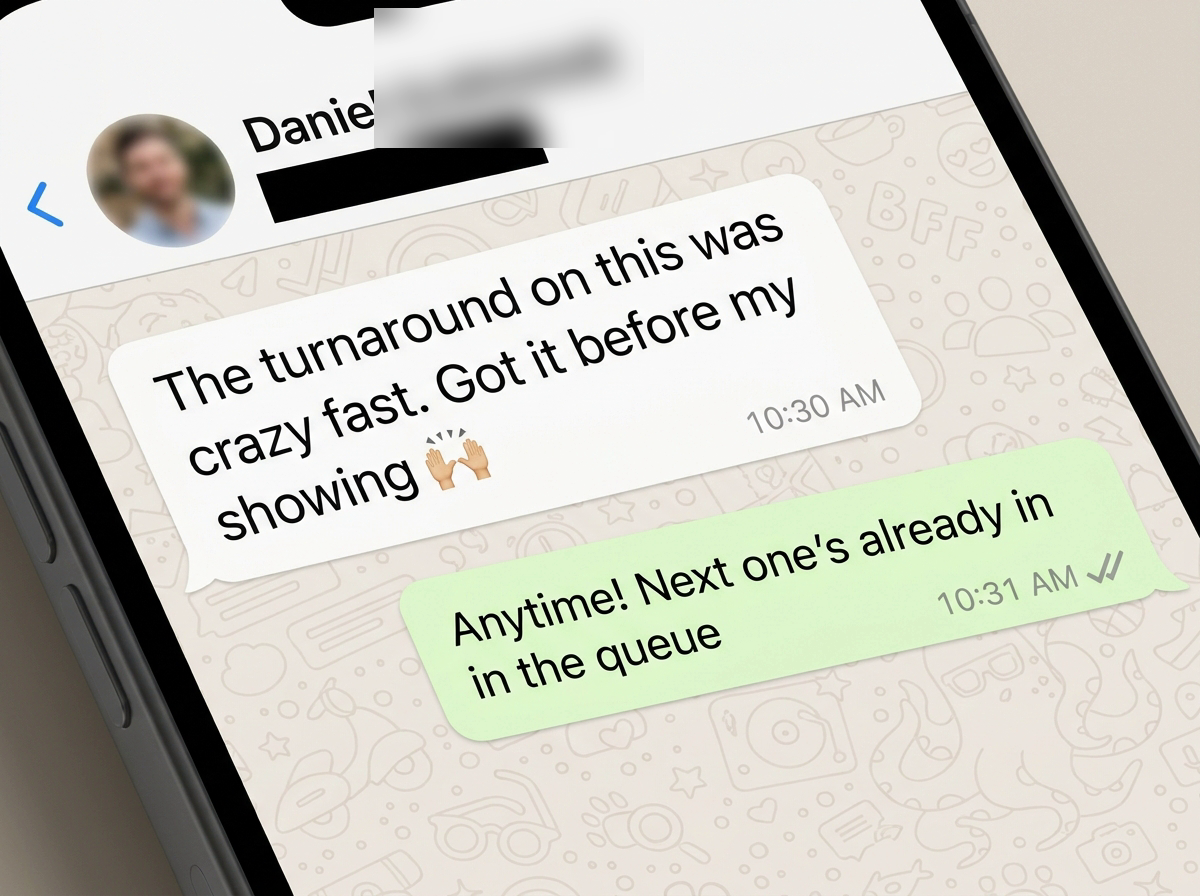 Daniel
The turnaround on this was
crazy fast. Got it before my
showing 🙌🏼
10:30 AM
Anytime! Next one's already in
in the queue
10:31 AM
BFF